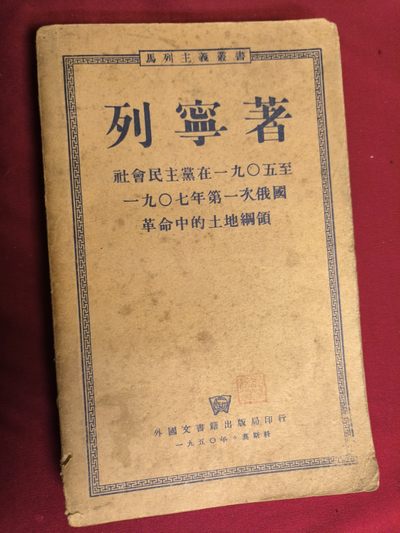 馬列主義叢書
列寧著
社會民主黨在一九〇五至
一九〇七年第一次俄國
革命中的土地綱領
外國文書籍出版局印行
一九五〇年・莫斯科